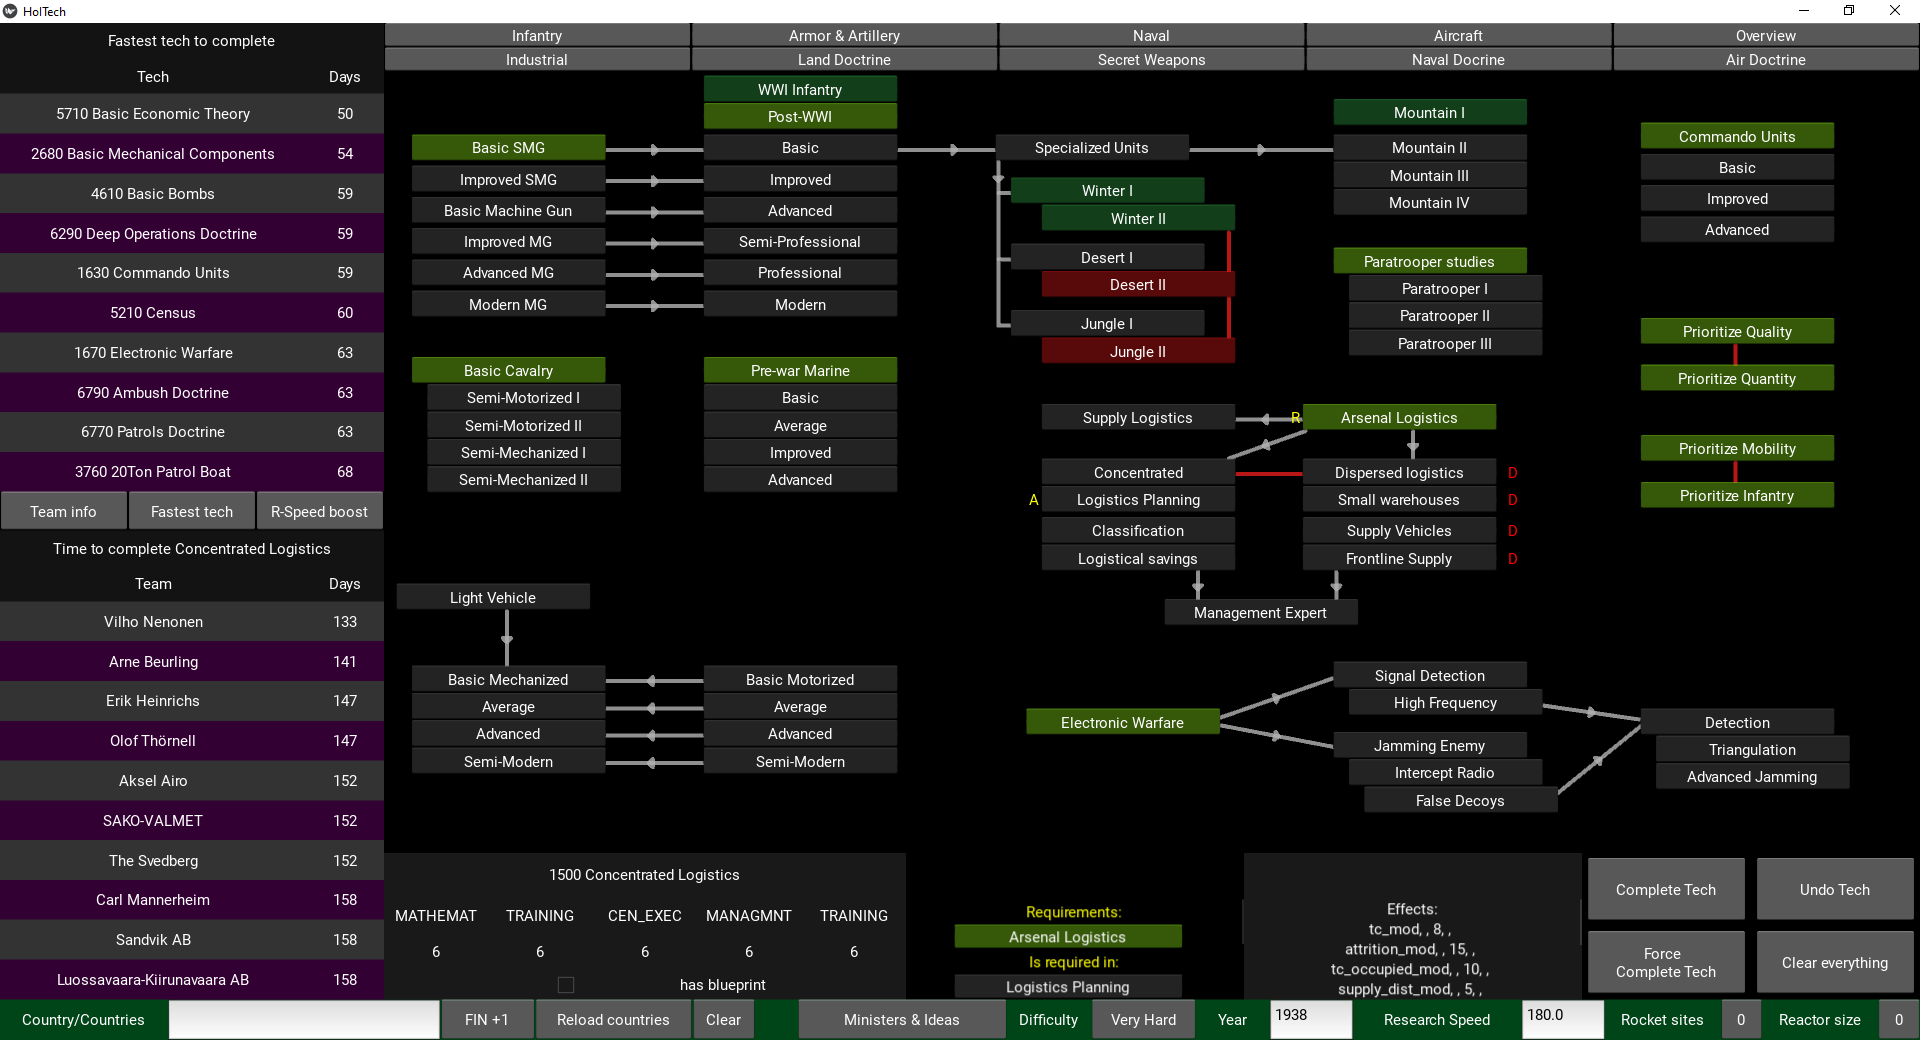 HolTech
Fastest tech to complete
Tech Days
5710 Basic Economic Theory 50
2680 Basic Mechanical Components 54
4610 Basic Bombs 59
6290 Deep Operations Doctrine 59
1630 Commando Units 59
5210 Census 60
1670 Electronic Warfare 63
6790 Ambush Doctrine 63
6770 Patrols Doctrine 63
3760 20Ton Patrol Boat 68
Team info Fastest tech R-Speed boost
Time to complete Concentrated Logistics
Team Days
Vilho Nenonen 133
Arne Beurling 141
Erik Heinrichs 147
Olof Thörnell 147
Aksel Airo 152
SAKO-VALMET 152
The Svedberg 152
Carl Mannerheim 158
Sandvik AB 158
Luossavaara-Kiirunavaara AB 158
Infantry Armor & Artillery Naval Aircraft Overview
Industrial Land Doctrine Secret Weapons Naval Docrine Air Doctrine
WWI Infantry
Post-WWI
Basic SMG Basic
Improved SMG Improved
Basic Machine Gun Advanced
Improved MG Semi-Professional
Advanced MG Professional
Modern MG Modern
Specialized Units
Winter I
Winter II
Desert I
Desert II
Jungle I
Jungle II
Mountain I
Mountain II
Mountain III
Mountain IV
Paratrooper studies
Paratrooper I
Paratrooper II
Paratrooper III
Commando Units
Basic
Improved
Advanced
Prioritize Quality
Prioritize Quantity
Prioritize Mobility
Prioritize Infantry
Basic Cavalry
Semi-Motorized I
Semi-Motorized II
Semi-Mechanized I
Semi-Mechanized II
Pre-war Marine
Basic
Average
Improved
Advanced
Supply Logistics R Arsenal Logistics
Concentrated Dispersed logistics D
A Logistics Planning Small warehouses D
Classification Supply Vehicles D
Logistical savings Frontline Supply D
Management Expert
Light Vehicle
Basic Mechanized Basic Motorized
Average Average
Advanced Advanced
Semi-Modern Semi-Modern
Electronic Warfare
Signal Detection
High Frequency
Jamming Enemy
Intercept Radio
False Decoys
Detection
Triangulation
Advanced Jamming
1500 Concentrated Logistics
MATHEMAT TRAINING CEN_EXEC MANAGMNT TRAINING
6 6 6 6 6
has blueprint
Requirements:
Arsenal Logistics
Is required in:
Logistics Planning
Effects:
tc_mod, , 8, ,
attrition_mod, , 15, ,
tc_occupied_mod, , 10, ,
supply_dist_mod, , 5, ,
Complete Tech Undo Tech
Force
Complete Tech
Clear everything
Country/Countries FIN +1 Reload countries Clear Ministers & Ideas Difficulty Very Hard Year 1938 Research Speed 180.0 Rocket sites 0 Reactor size 0